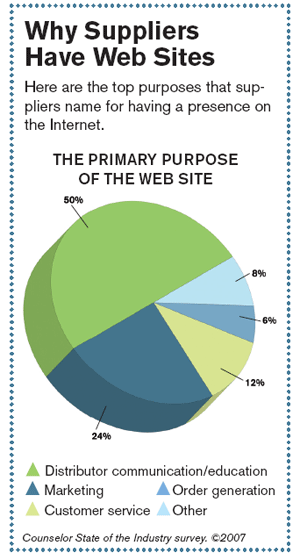 Why Suppliers
Have Web Sites
Here are the top purposes that sup-
pliers name for having a presence on
the Internet.
THE PRIMARY PURPOSE
OF THE WEB SITE
50%
8%
6%
12%
24%
Distributor communication/education
Marketing Order generation
Customer service Other
Counselor State of the Industry survey. ©2007